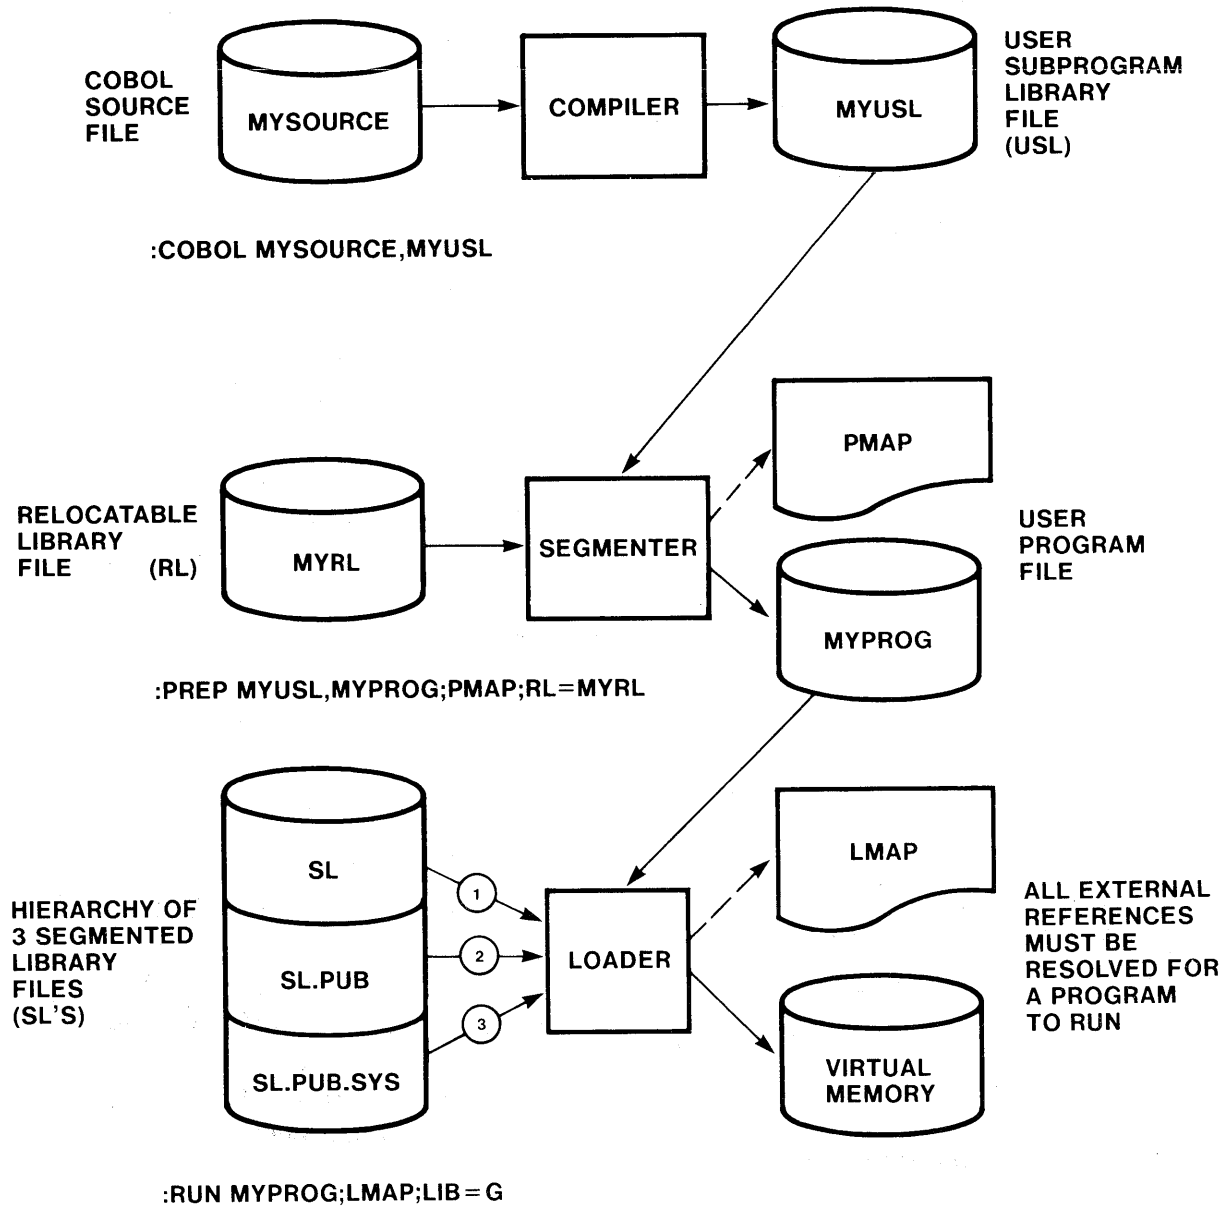 COBOL
SOURCE
FILE
MYSOURCE
COMPILER
MYUSL
USER
SUBPROGRAM
LIBRARY
FILE
(USL)
:COBOL MYSOURCE,MYUSL
RELOCATABLE
LIBRARY
FILE (RL)
MYRL
SEGMENTER
PMAP
MYPROG
USER
PROGRAM
FILE
:PREP MYUSL,MYPROG;PMAP;RL=MYRL
HIERARCHY OF
3 SEGMENTED
LIBRARY
FILES
(SL'S)
SL
SL.PUB
SL.PUB.SYS
1
2
3
LOADER
LMAP
VIRTUAL
MEMORY
ALL EXTERNAL
REFERENCES
MUST BE
RESOLVED FOR
A PROGRAM
TO RUN
:RUN MYPROG;LMAP;LIB=G